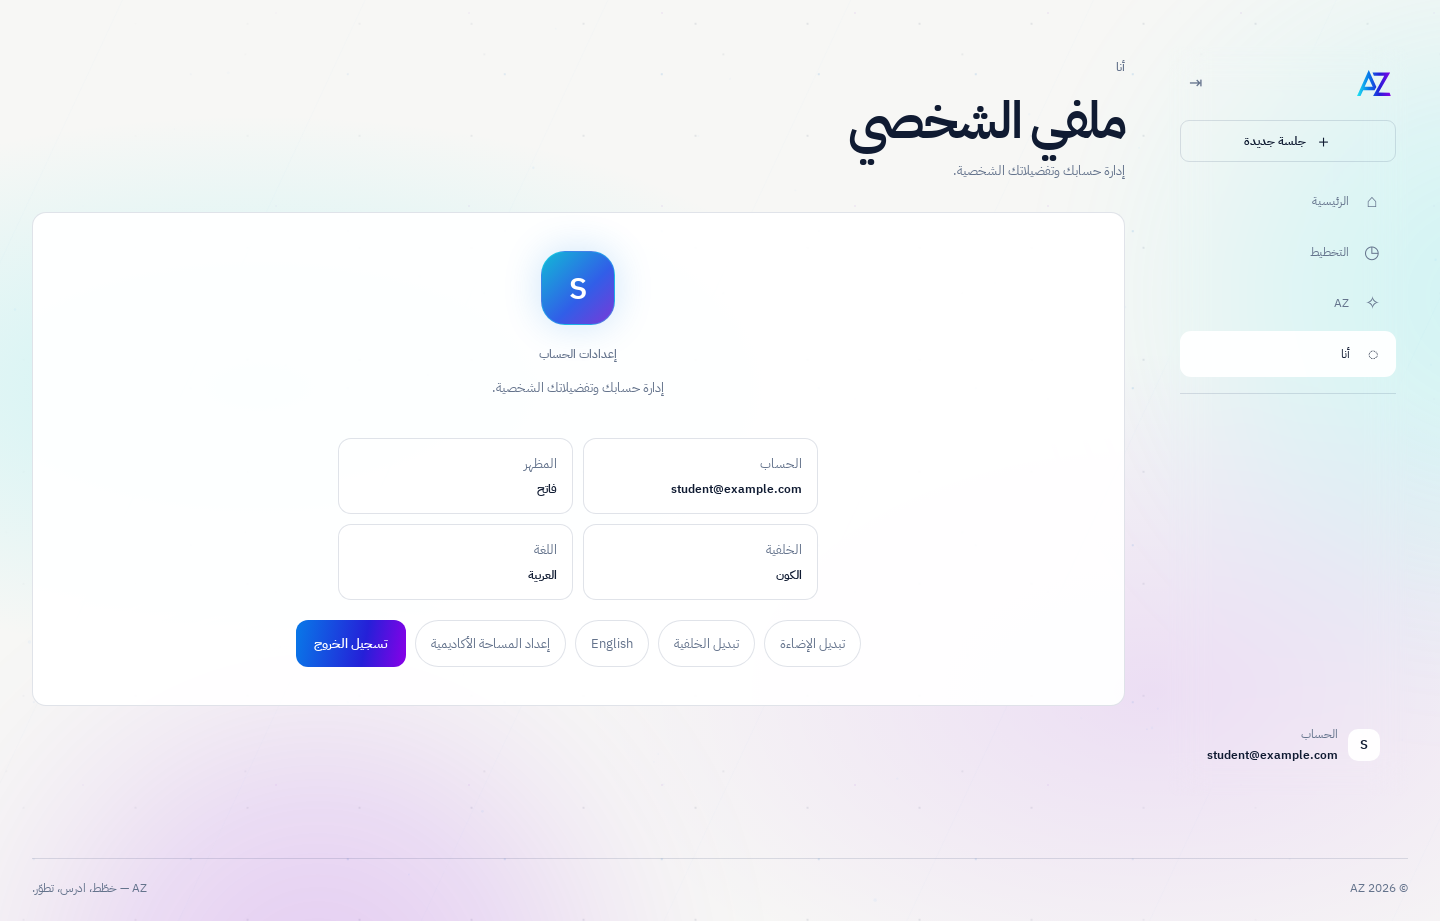 AZ
جلسة جديدة
الرئيسية
التخطيط
AZ
أنا
الحساب
S
student@example.com
أنا
ملفي الشخصي
إدارة حسابك وتفضيلاتك الشخصية.
S
إعدادات الحساب
إدارة حسابك وتفضيلاتك الشخصية.
الحساب
student@example.com
المظهر
فاتح
الخلفية
الكون
اللغة
العربية
تبديل الإضاءة
تبديل الخلفية
English
إعداد المساحة الأكاديمية
تسجيل الخروج
© 2026 AZ
AZ — خطّط، ادرس، تطوّر.